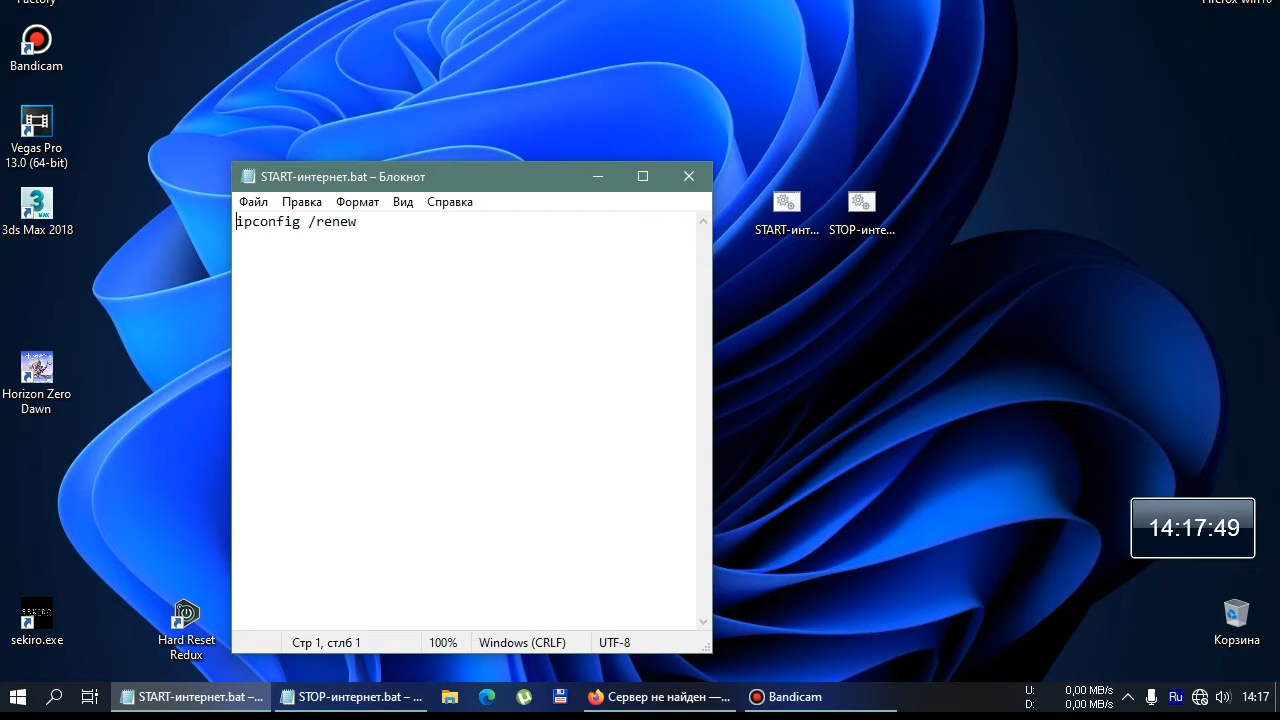 Factory
Firefox win10
Bandicam
Vegas Pro
13.0 (64-bit)
3ds Max 2018
START-интернет.bat – Блокнот
Файл Правка Формат Вид Справка
ipconfig /renew
START-инт...
STOP-инте...
Horizon Zero
Dawn
14:17:49
sekiro.exe
Hard Reset
Redux
Корзина
Стр 1, стлб 1 100% Windows (CRLF) UTF-8
START-интернет.bat –...
STOP-интернет.bat – ...
Сервер не найден —...
Bandicam
U: 0,00 MB/s
D: 0,00 MB/s
Ru
14:17